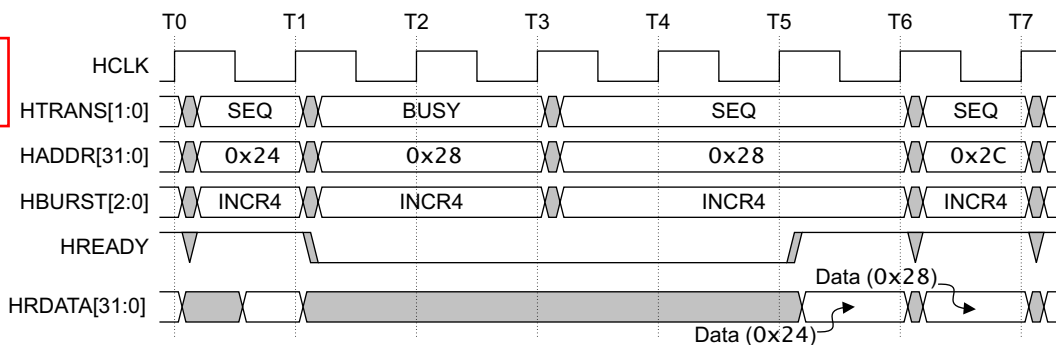 T0 T1 T2 T3 T4 T5 T6 T7
HCLK
HTRANS[1:0] SEQ BUSY SEQ SEQ
HADDR[31:0] 0x24 0x28 0x28 0x2C
HBURST[2:0] INCR4 INCR4 INCR4 INCR4
HREADY
Data (0x28)
HRDATA[31:0]
Data (0x24)